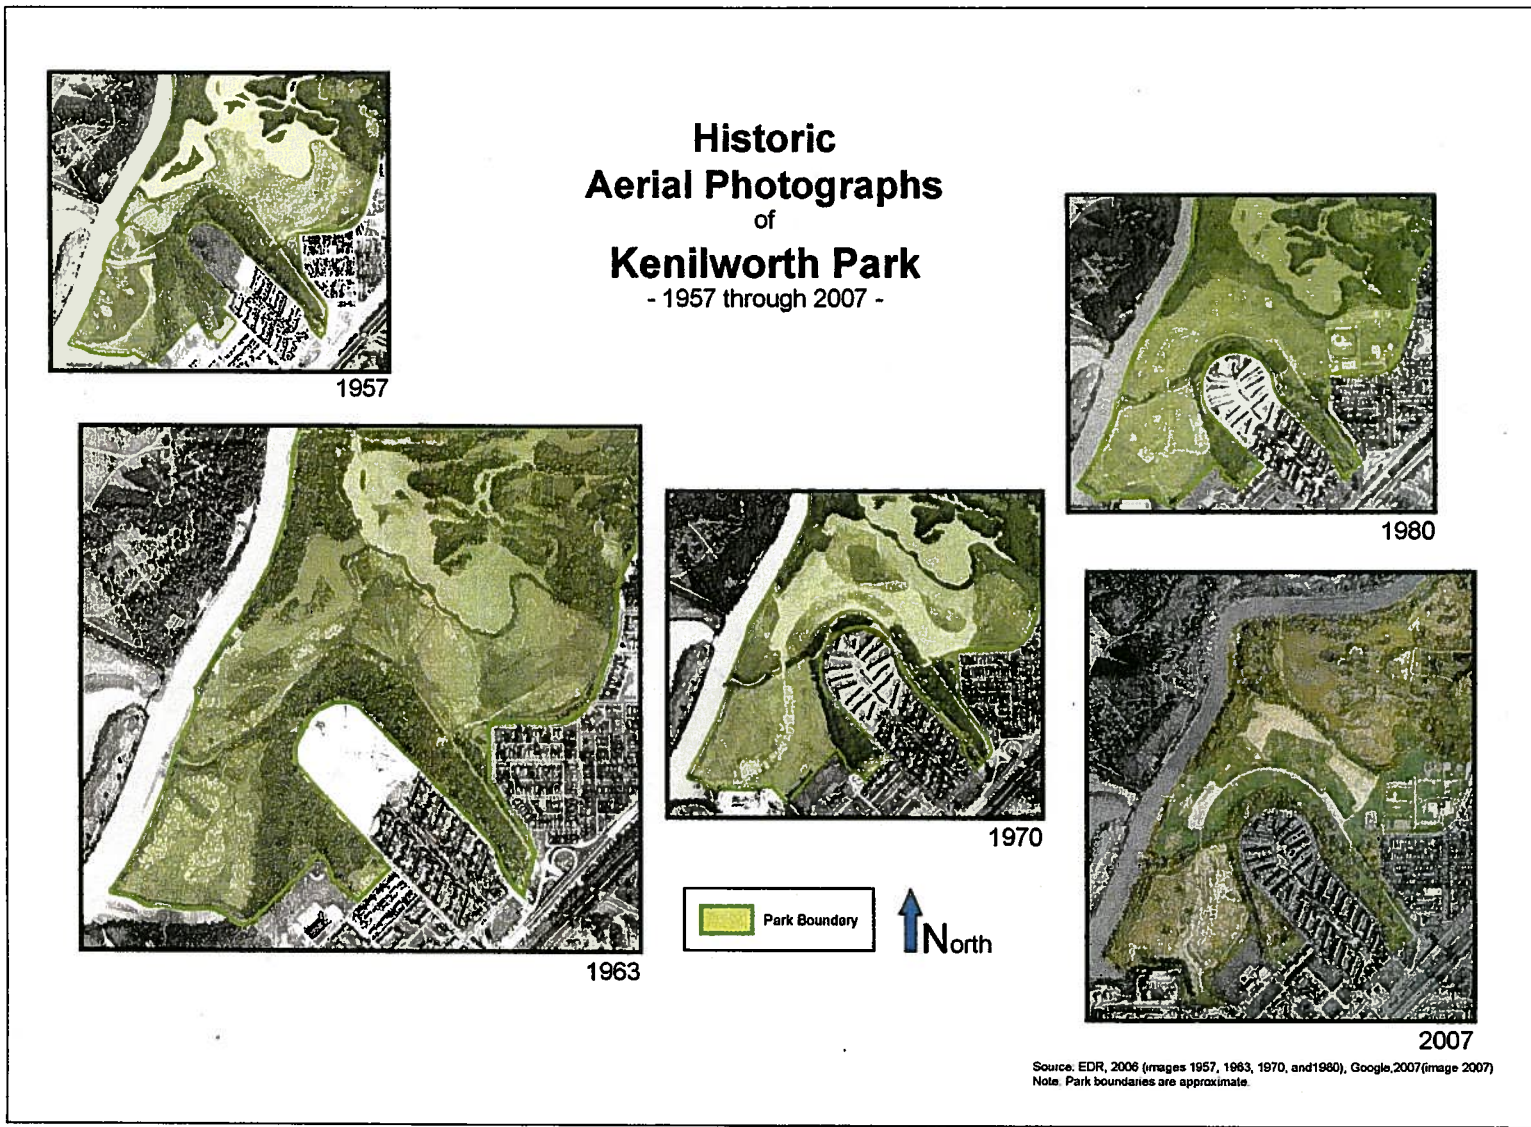 Historic
Aerial Photographs
of
Kenilworth Park
- 1957 through 2007 -
1957
1963
1970
1980
2007
Park Boundary
North
Source: EDR, 2006 (images 1957, 1963, 1970, and1980), Google,2007(image 2007)
Note. Park boundaries are approximate.